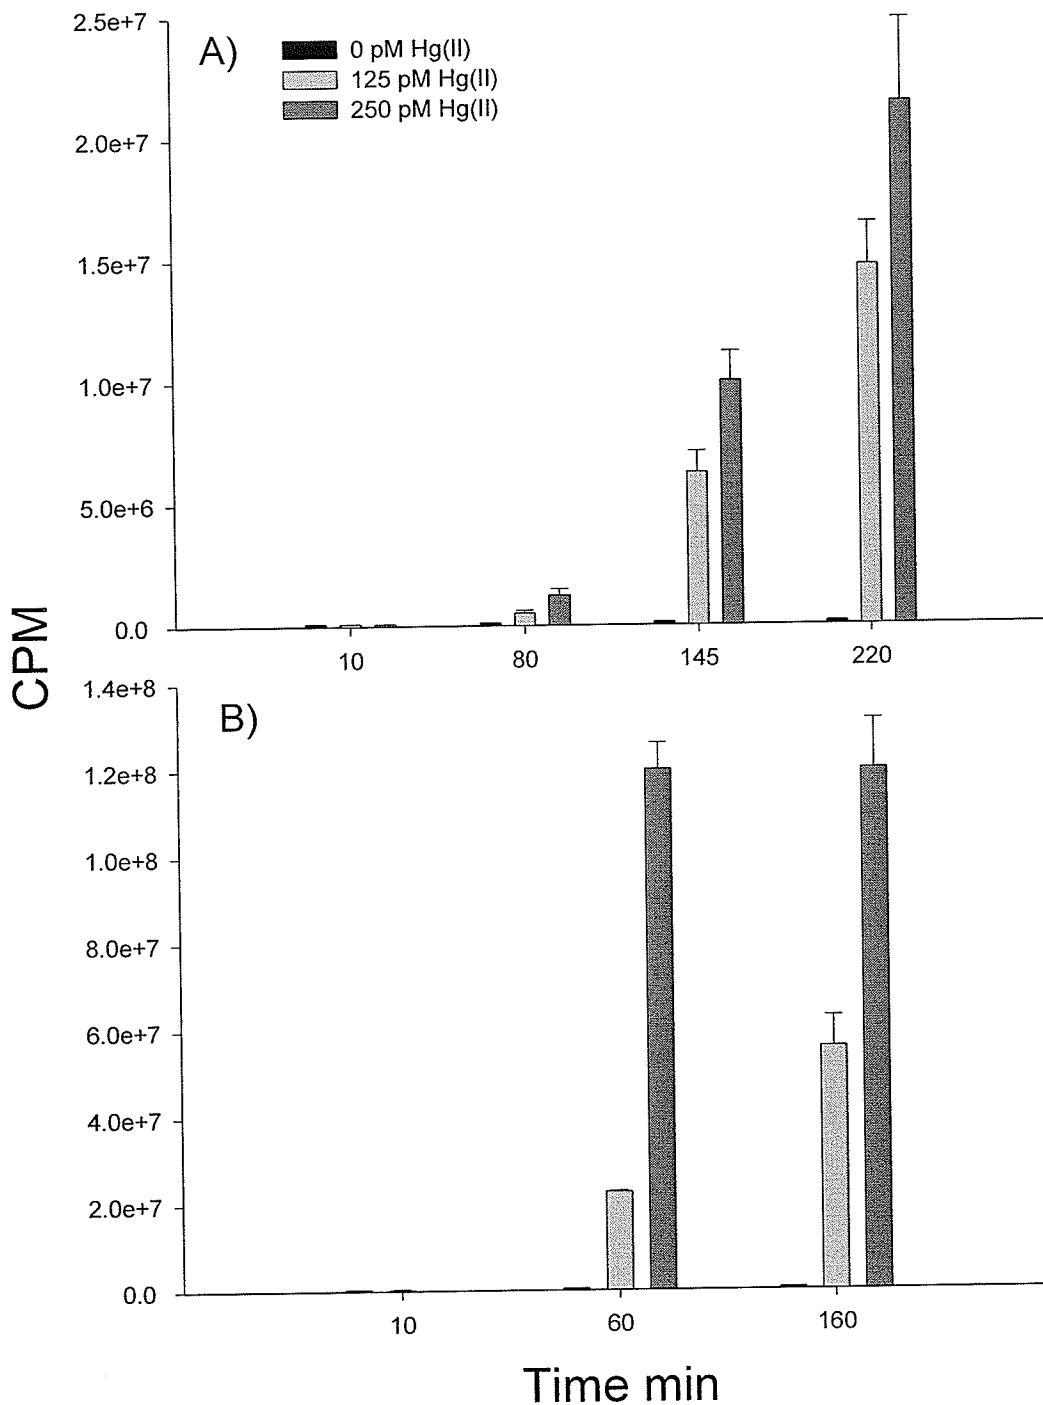 2.5e+7
A)
0 pM Hg(II)
125 pM Hg(II)
250 pM Hg(II)
2.0e+7
1.5e+7
1.0e+7
5.0e+6
0.0
10
80
145
220
CPM
1.4e+8
B)
1.2e+8
1.0e+8
8.0e+7
6.0e+7
4.0e+7
2.0e+7
0.0
10
60
160
Time min